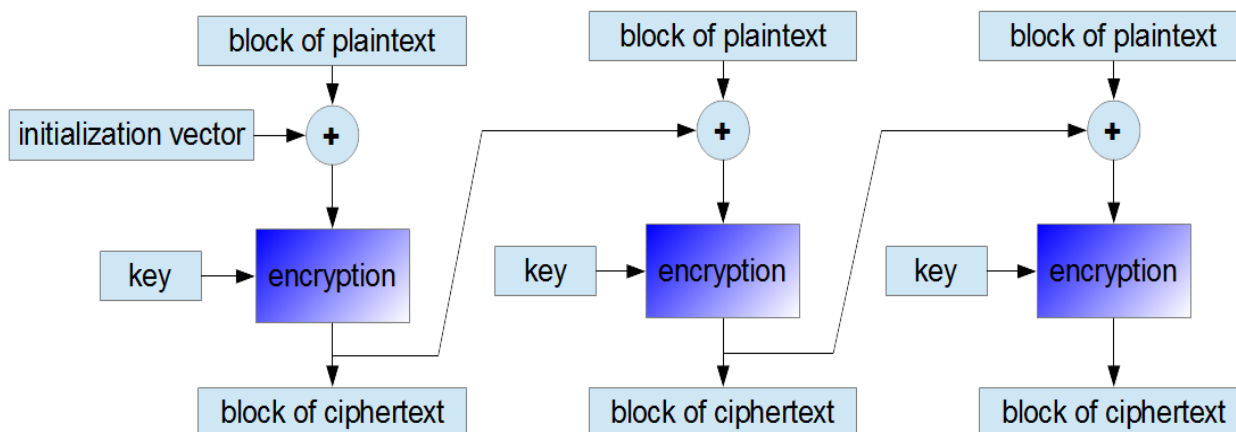 block of plaintext
block of plaintext
block of plaintext
initialization vector
+
+
+
key
encryption
key
encryption
key
encryption
block of ciphertext
block of ciphertext
block of ciphertext